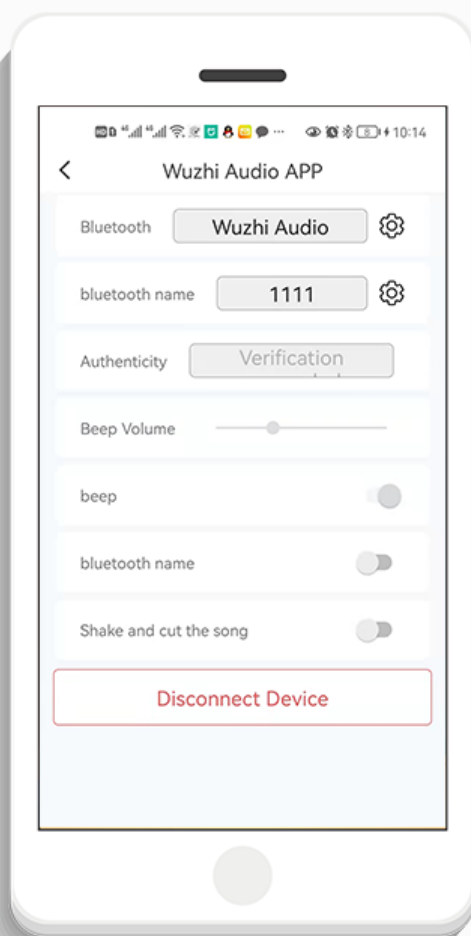 10:14
Wuzhi Audio APP
Bluetooth Wuzhi Audio
bluetooth name 1111
Authenticity Verification
Beep Volume
beep
bluetooth name
Shake and cut the song
Disconnect Device